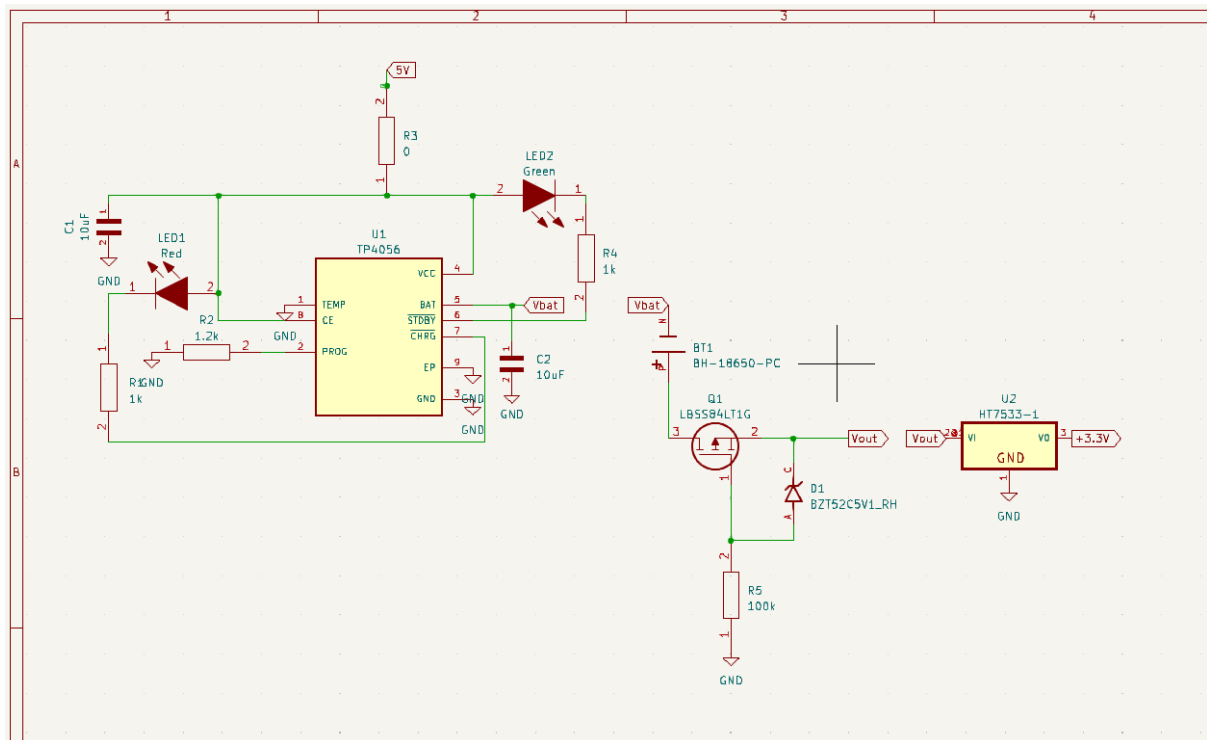 1 2 3 4
A
B
5V
2
R3
0
1
LED2
Green
2 1
C1
10uF
1
2
GND
LED1
Red
1 2
U1
TP4056
VCC 4
1 TEMP
8 CE
2 PROG
BAT 5
STDBY 6
CHRG 7
EP 9
GND 3
GND
R2
1.2k
1 2
GND
R1
1k
1
2
1
R4
1k
2
Vbat
1
C2
10uF
2
GND
GND
GND
Vbat
N
BT1
BH-18650-PC
+
P
Q1
LBSS84LT1G
3 2
1
Vout
C
D1
BZT52C5V1_RH
A
2
R5
100k
1
GND
U2
HT7533-1
Vout
VI VO
3
+3.3V
GND
1
GND